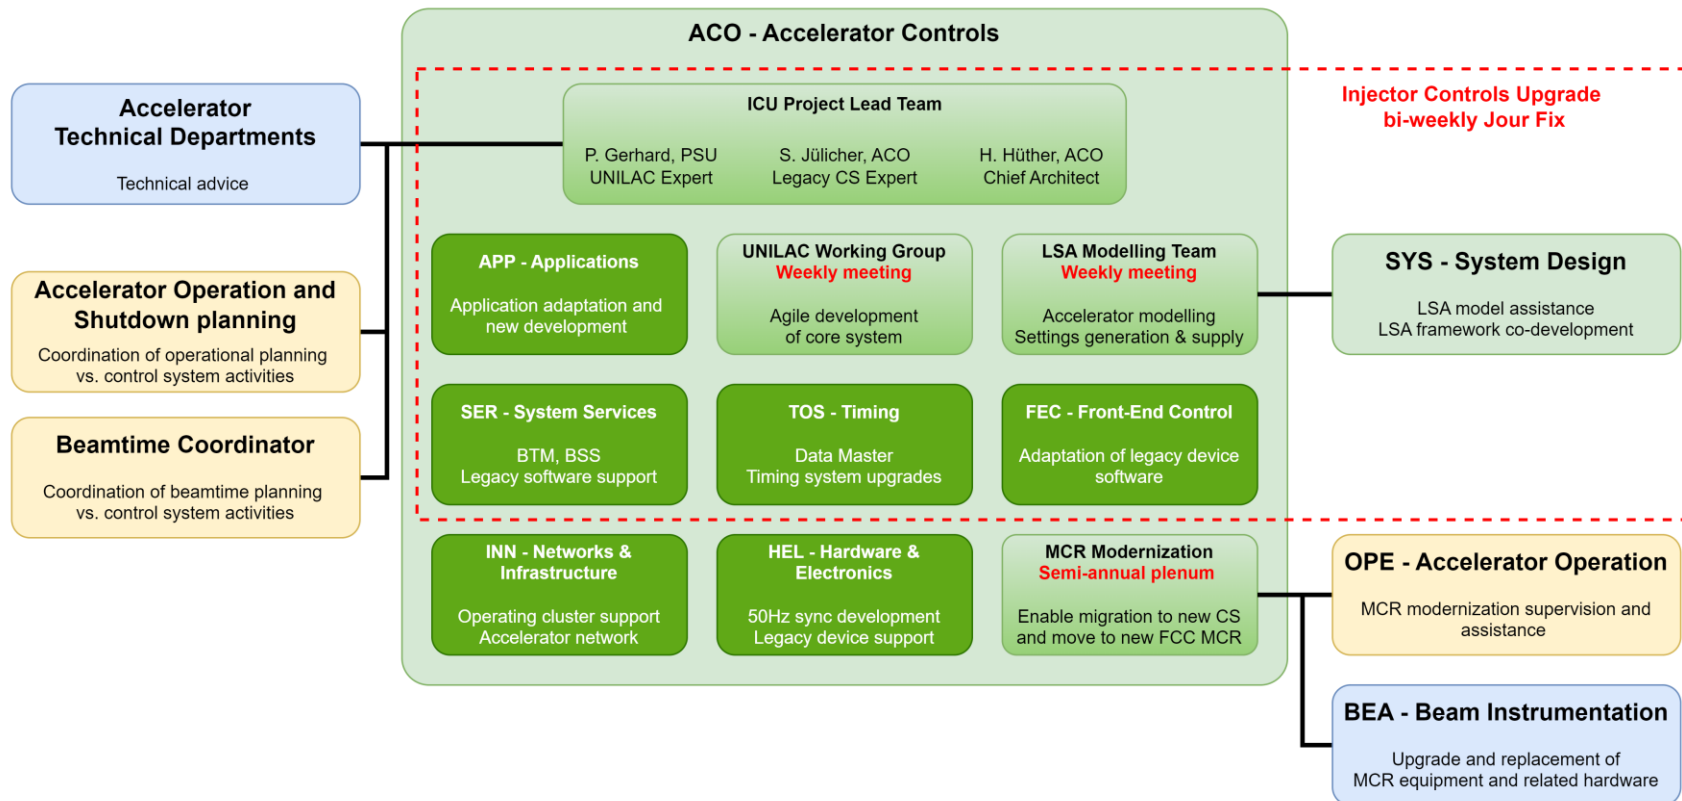 ACO - Accelerator Controls
Injector Controls Upgrade
bi-weekly Jour Fix
Accelerator
Technical Departments
Technical advice
ICU Project Lead Team
P. Gerhard, PSU
UNILAC Expert
S. Jülicher, ACO
Legacy CS Expert
H. Hüther, ACO
Chief Architect
Accelerator Operation and
Shutdown planning
Coordination of operational planning
vs. control system activities
Beamtime Coordinator
Coordination of beamtime planning
vs. control system activities
APP - Applications
Application adaptation and
new development
UNILAC Working Group
Weekly meeting
Agile development
of core system
LSA Modelling Team
Weekly meeting
Accelerator modelling
Settings generation & supply
SYS - System Design
LSA model assistance
LSA framework co-development
SER - System Services
BTM, BSS
Legacy software support
TOS - Timing
Data Master
Timing system upgrades
FEC - Front-End Control
Adaptation of legacy device
software
INN - Networks &
Infrastructure
Operating cluster support
Accelerator network
HEL - Hardware &
Electronics
50Hz sync development
Legacy device support
MCR Modernization
Semi-annual plenum
Enable migration to new CS
and move to new FCC MCR
OPE - Accelerator Operation
MCR modernization supervision and
assistance
BEA - Beam Instrumentation
Upgrade and replacement of
MCR equipment and related hardware